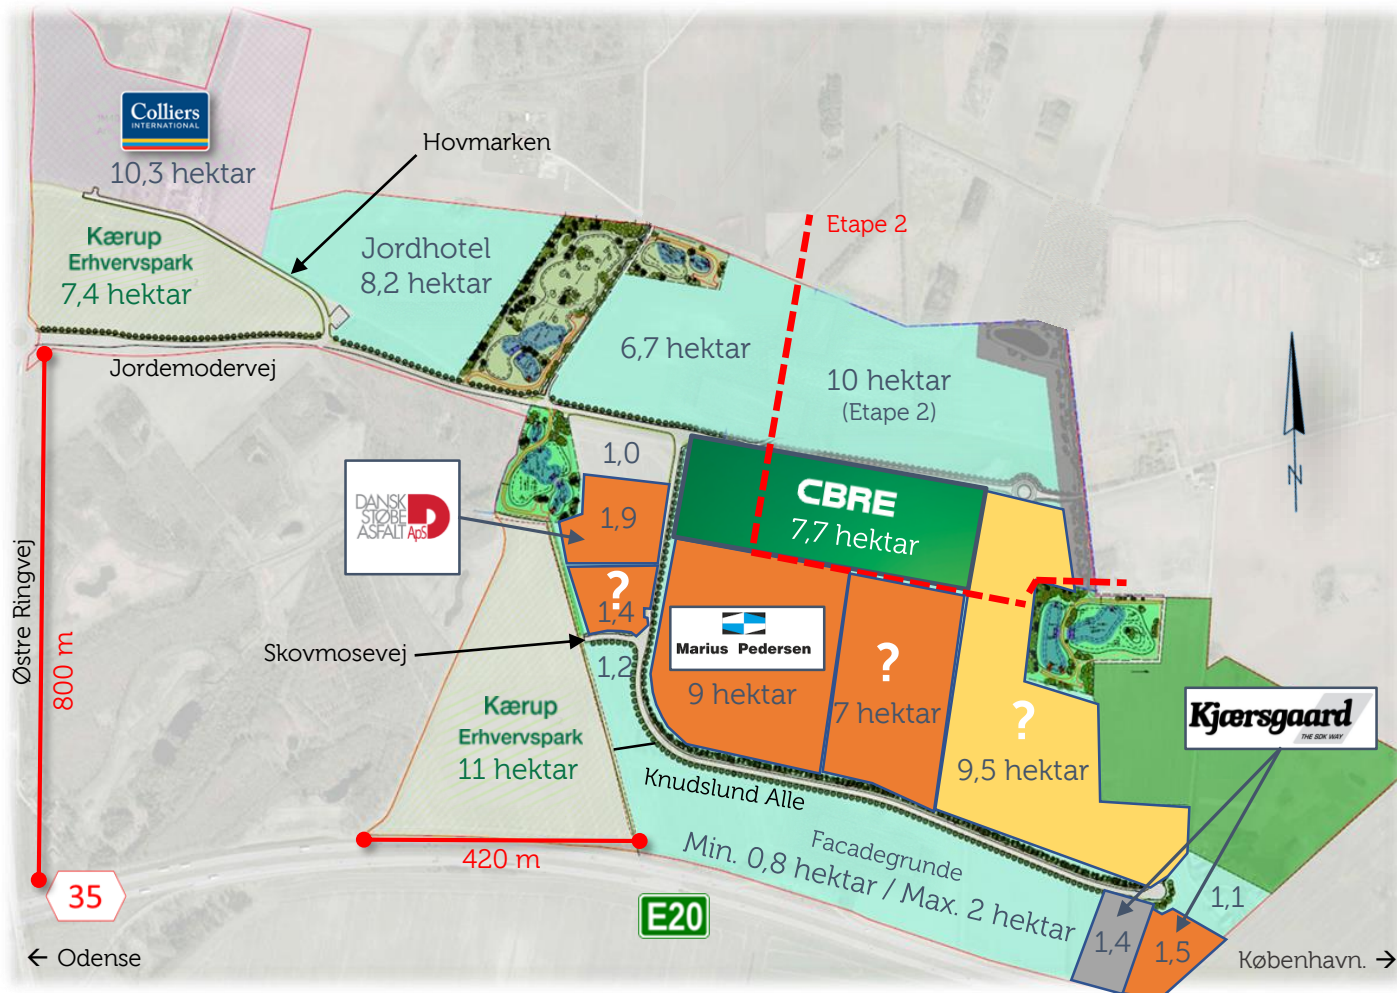 Colliers
INTERNATIONAL
10,3 hektar
Hovmarken
Kærup
Erhvervspark
7,4 hektar
Jordhotel
8,2 hektar
Etape 2
6,7 hektar
10 hektar
(Etape 2)
Jordemodervej
1,0
DANSK
STØBE
ASFALT ApS
1,9
CBRE
7,7 hektar
N
?
1,4
Østre Ringvej
800 m
Skovmosevej
1,2
Marius Pedersen
9 hektar
?
7 hektar
?
9,5 hektar
Kjærsgaard
THE SDK WAY
Kærup
Erhvervspark
11 hektar
Knudslund Alle
420 m
Facadegrunde
Min. 0,8 hektar / Max. 2 hektar
35
E20
1,1
1,4
1,5
← Odense
København. →